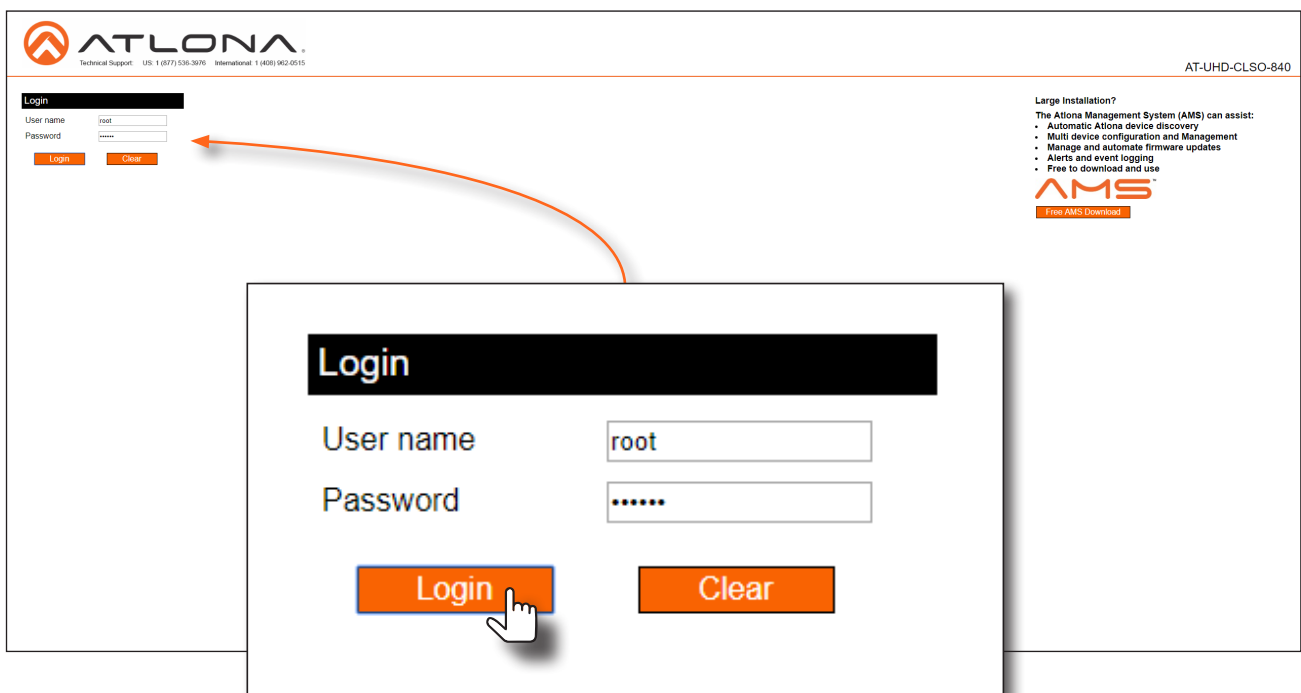 ATLONA.
Technical Support: US: 1 (877) 536-3976 International: 1 (408) 962-0515
AT-UHD-CLSO-840
Login
User name root
Password ••••••
Login Clear
Large Installation?
The Atlona Management System (AMS) can assist:
• Automatic Atlona device discovery
• Multi device configuration and Management
• Manage and automate firmware updates
• Alerts and event logging
• Free to download and use
AMS™
Free AMS Download
Login
User name root
Password ••••••
Login Clear